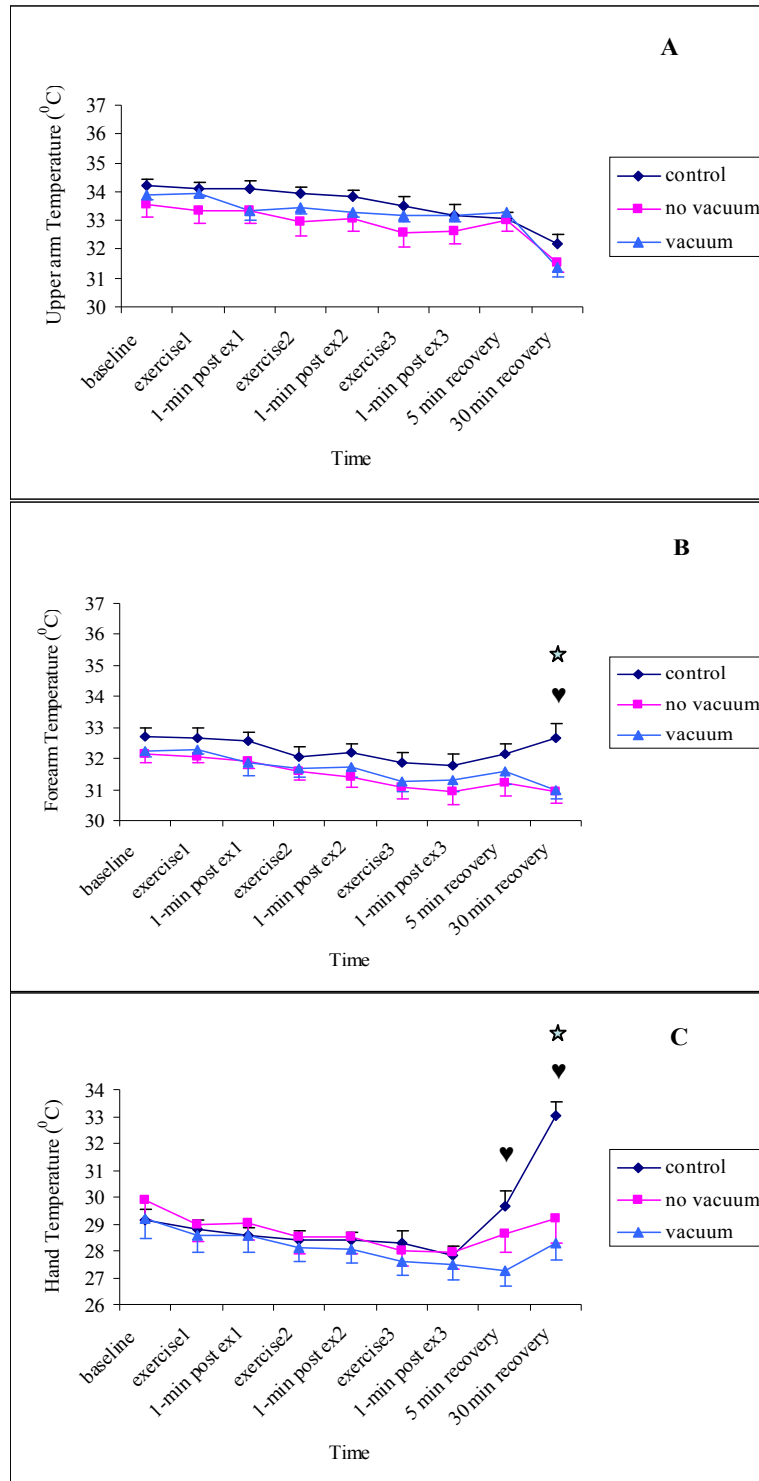 A
Upper arm Temperature (⁰C)
37
36
35
34
33
32
31
30
control
no vacuum
vacuum
baseline
exercise1
1-min post ex1
exercise2
1-min post ex2
exercise3
1-min post ex3
5 min recovery
30 min recovery
Time
B
Forearm Temperature (⁰C)
37
36
35
34
33
32
31
30
control
no vacuum
vacuum
baseline
exercise1
1-min post ex1
exercise2
1-min post ex2
exercise3
1-min post ex3
5 min recovery
30 min recovery
Time
C
Hand Temperature (⁰C)
34
33
32
31
30
29
28
27
26
control
no vacuum
vacuum
baseline
exercise1
1-min post ex1
exercise2
1-min post ex2
exercise3
1-min post ex3
5 min recovery
30 min recovery
Time